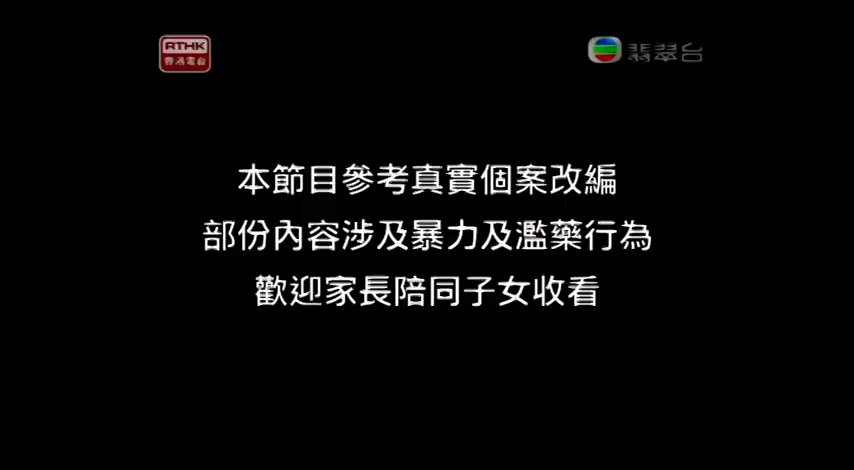 RTHK
香港電台
翡翠台
本節目參考真實個案改編
部份內容涉及暴力及濫藥行為
歡迎家長陪同子女收看